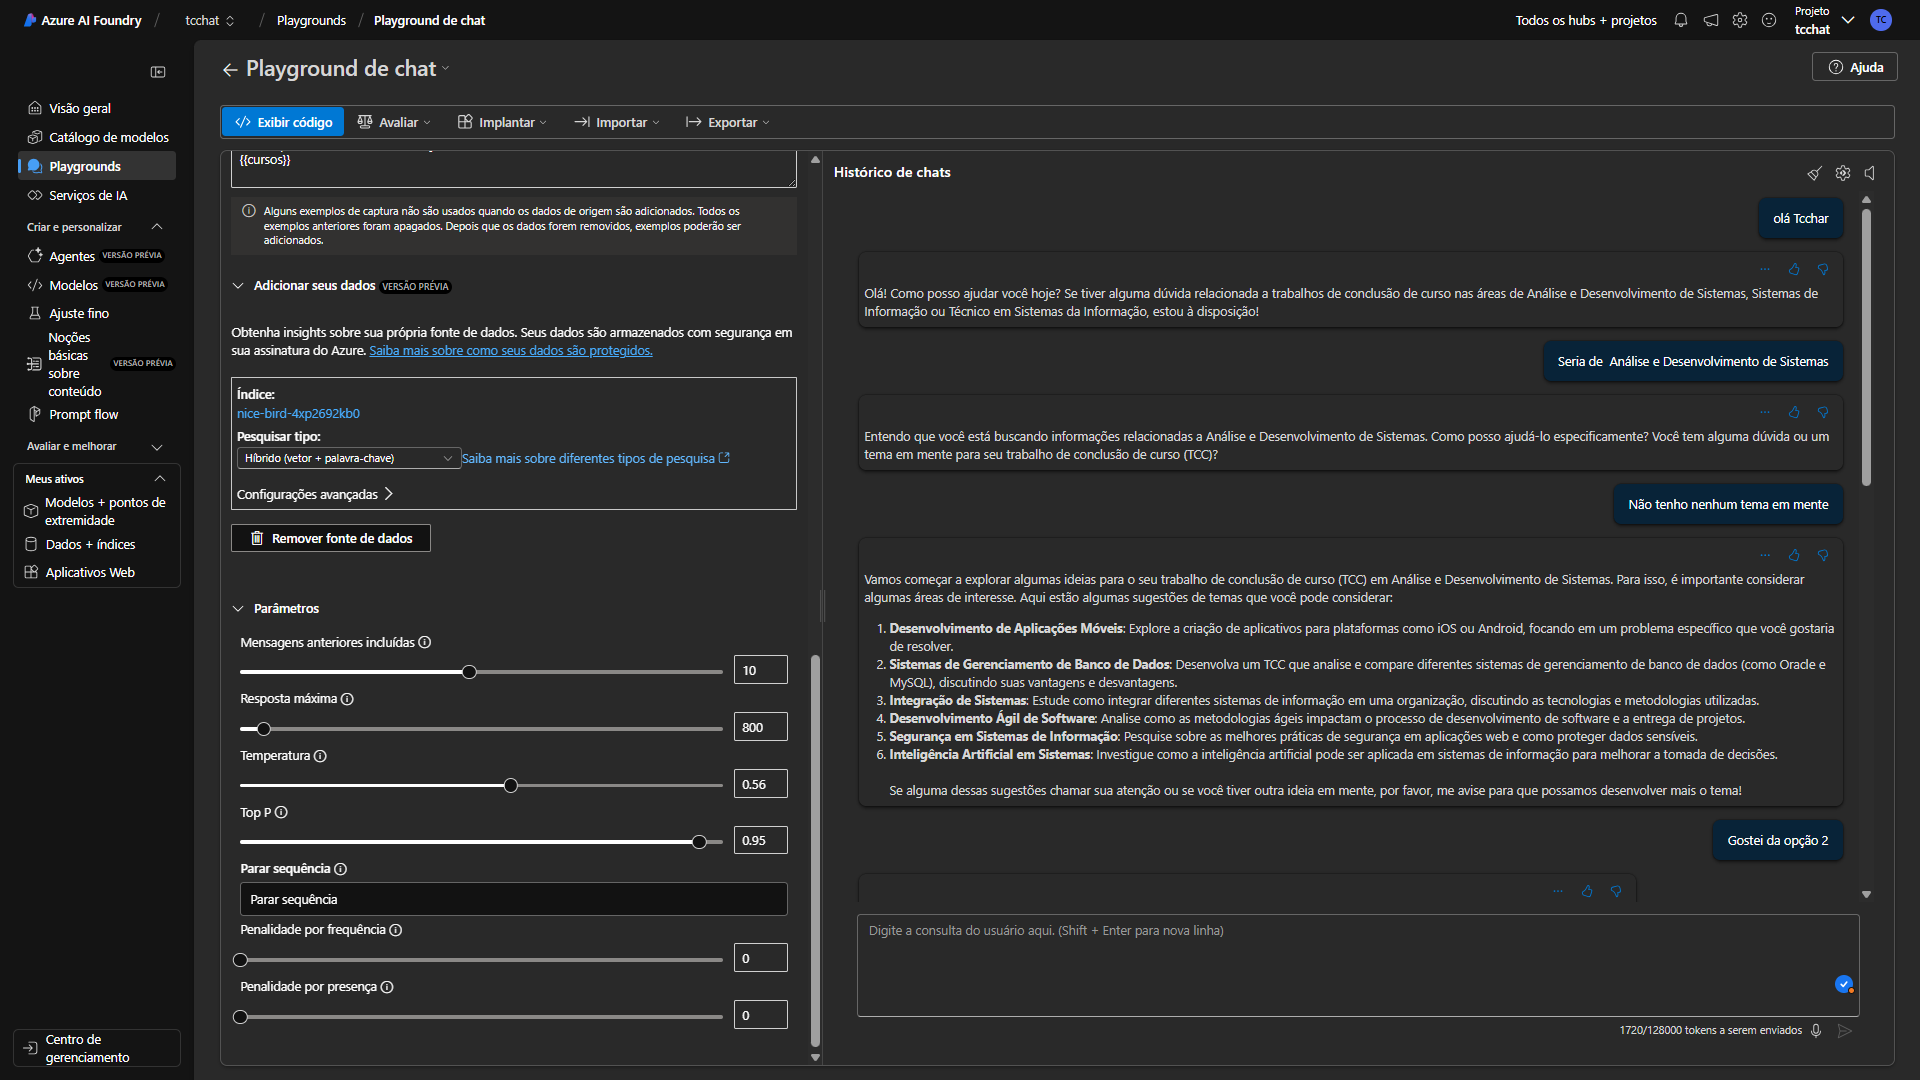 Azure AI Foundry / tcchat / Playgrounds / Playground de chat
Todos os hubs + projetos
Projeto
tcchat
TC
Visão geral
Catálogo de modelos
Playgrounds
Serviços de IA
Criar e personalizar
Agentes VERSÃO PRÉVIA
Modelos VERSÃO PRÉVIA
Ajuste fino
Noções
básicas
sobre
conteúdo
VERSÃO PRÉVIA
Prompt flow
Avaliar e melhorar
Meus ativos
Modelos + pontos de
extremidade
Dados + índices
Aplicativos Web
Centro de
gerenciamento
Playground de chat
Ajuda
Exibir código
Avaliar
Implantar
Importar
Exportar
{{cursos}}
Alguns exemplos de captura não são usados quando os dados de origem são adicionados. Todos os
exemplos anteriores foram apagados. Depois que os dados forem removidos, exemplos poderão ser
adicionados.
Adicionar seus dados VERSÃO PRÉVIA
Obtenha insights sobre sua própria fonte de dados. Seus dados são armazenados com segurança em
sua assinatura do Azure. Saiba mais sobre como seus dados são protegidos.
Índice:
nice-bird-4xp2692kb0
Pesquisar tipo:
Híbrido (vetor + palavra-chave)
Saiba mais sobre diferentes tipos de pesquisa
Configurações avançadas
Remover fonte de dados
Parâmetros
Mensagens anteriores incluídas
10
Resposta máxima
800
Temperatura
0.56
Top P
0.95
Parar sequência
Parar sequência
Penalidade por frequência
0
Penalidade por presença
0
Histórico de chats
olá Tcchar
Olá! Como posso ajudar você hoje? Se tiver alguma dúvida relacionada a trabalhos de conclusão de curso nas áreas de Análise e Desenvolvimento de Sistemas, Sistemas de
Informação ou Técnico em Sistemas da Informação, estou à disposição!
Seria de Análise e Desenvolvimento de Sistemas
Entendo que você está buscando informações relacionadas a Análise e Desenvolvimento de Sistemas. Como posso ajudá-lo especificamente? Você tem alguma dúvida ou um
tema em mente para seu trabalho de conclusão de curso (TCC)?
Não tenho nenhum tema em mente
Vamos começar a explorar algumas ideias para o seu trabalho de conclusão de curso (TCC) em Análise e Desenvolvimento de Sistemas. Para isso, é importante considerar
algumas áreas de interesse. Aqui estão algumas sugestões de temas que você pode considerar:
1. Desenvolvimento de Aplicações Móveis: Explore a criação de aplicativos para plataformas como iOS ou Android, focando em um problema específico que você gostaria
de resolver.
2. Sistemas de Gerenciamento de Banco de Dados: Desenvolva um TCC que analise e compare diferentes sistemas de gerenciamento de banco de dados (como Oracle e
MySQL), discutindo suas vantagens e desvantagens.
3. Integração de Sistemas: Estude como integrar diferentes sistemas de informação em uma organização, discutindo as tecnologias e metodologias utilizadas.
4. Desenvolvimento Ágil de Software: Analise como as metodologias ágeis impactam o processo de desenvolvimento de software e a entrega de projetos.
5. Segurança em Sistemas de Informação: Pesquise sobre as melhores práticas de segurança em aplicações web e como proteger dados sensíveis.
6. Inteligência Artificial em Sistemas: Investigue como a inteligência artificial pode ser aplicada em sistemas de informação para melhorar a tomada de decisões.
Se alguma dessas sugestões chamar sua atenção ou se você tiver outra ideia em mente, por favor, me avise para que possamos desenvolver mais o tema!
Gostei da opção 2
Digite a consulta do usuário aqui. (Shift + Enter para nova linha)
1720/128000 tokens a serem enviados